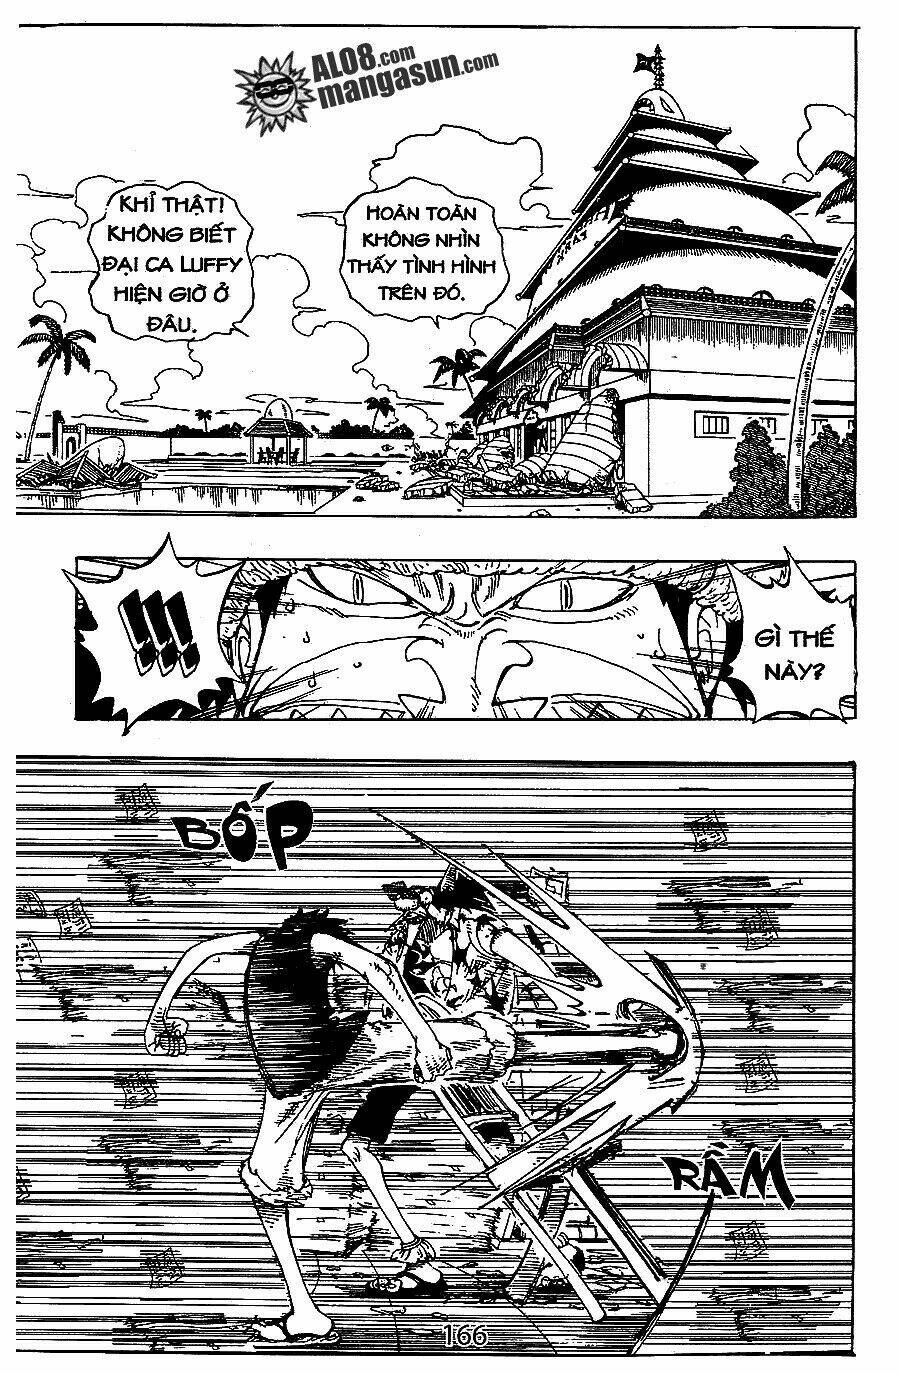 AL08.com
mangasun.com
HOÀN TOÀN
KHÔNG NHÌN
THẤY TÌNH HÌNH
TRÊN ĐÓ.
KHỈ THẬT!
KHÔNG BIẾT
ĐẠI CA LUFFY
HIỆN GIỜ Ở
ĐÂU.
GÌ THẾ
NÀY?
!!!
BỐP
RẦM
166